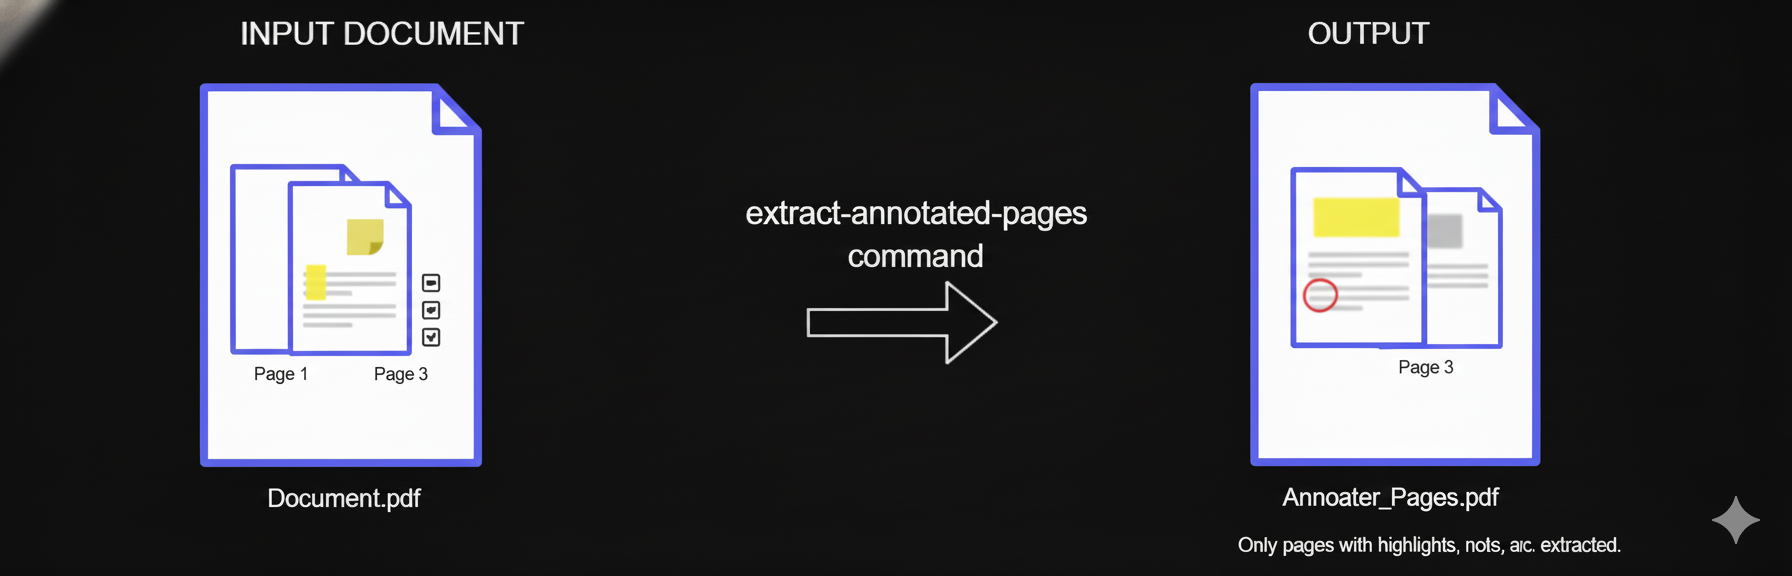 INPUT DOCUMENT
Page 1
Page 3
Document.pdf
extract-annotated-pages
command
OUTPUT
Page 3
Annoater_Pages.pdf
Only pages with highlights, nots, aic. extracted.